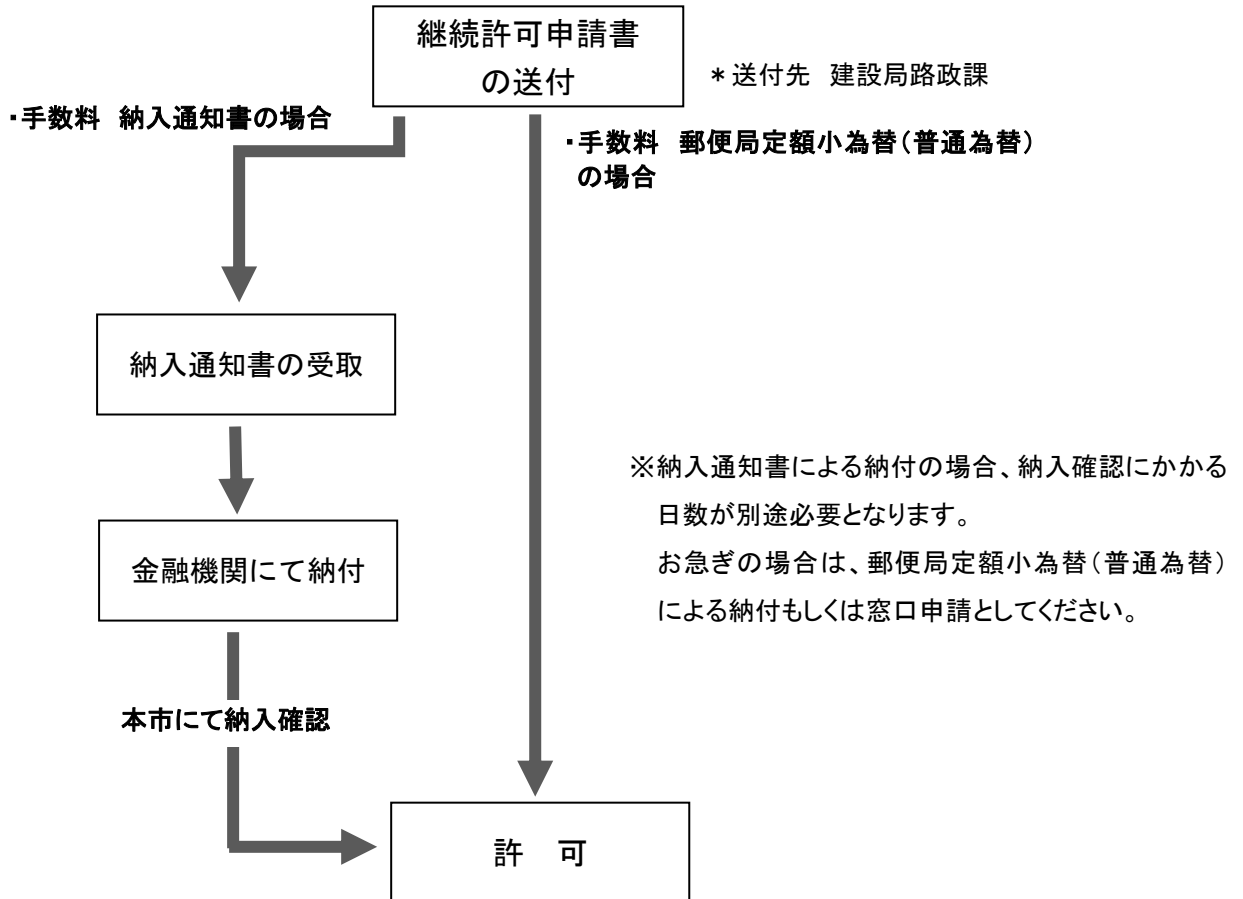 継続許可申請書
の送付
＊送付先　建設局路政課
・手数料　納入通知書の場合
・手数料　郵便局定額小為替（普通為替）
の場合
納入通知書の受取
※納入通知書による納付の場合、納入確認にかかる
日数が別途必要となります。
お急ぎの場合は、郵便局定額小為替（普通為替）
による納付もしくは窓口申請としてください。
金融機関にて納付
本市にて納入確認
許　可